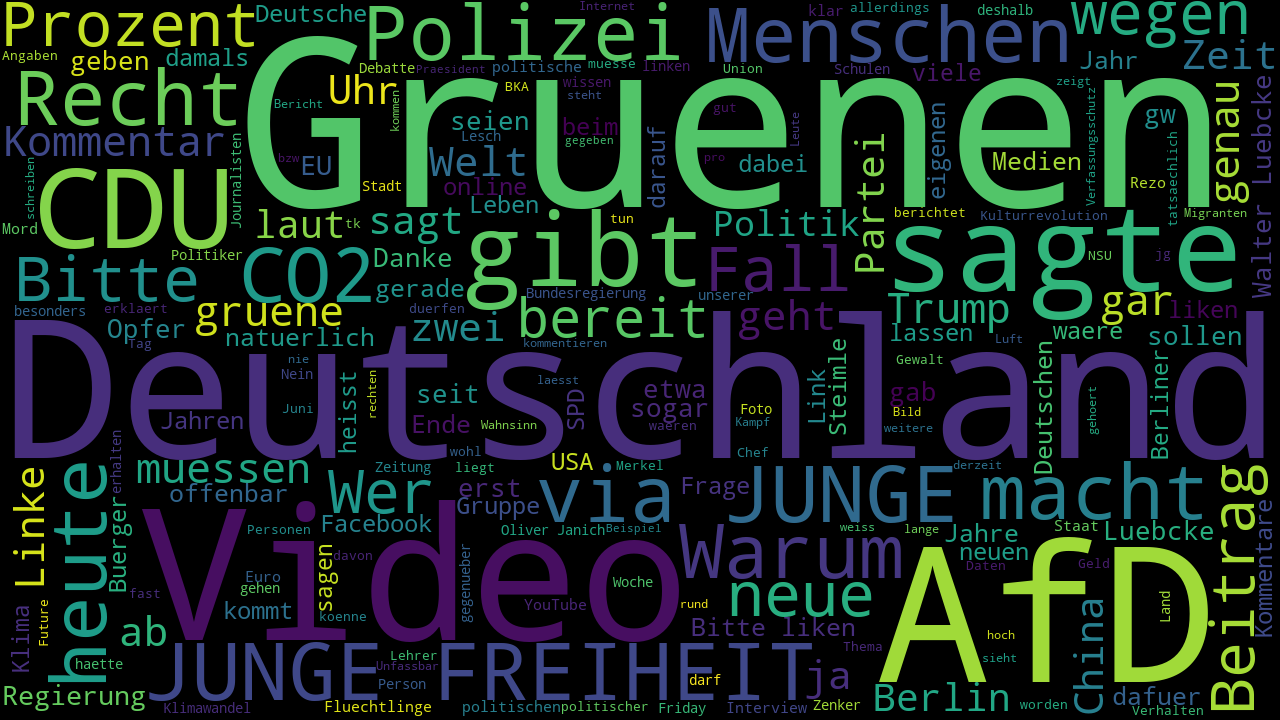 Prozent
Deutsche
Polizei
Internet
Menschen
klar
allerdings
deshalb
wegen
Angaben
geben
damals
Gruenen
Debatte
Praesident
politische
muesse
linken
Union
Schulen
viele
Jahr
Zeit
Recht
Uhr
Bericht
kommen
BKA
wissen
steht
zeigt
genau
Kommentar
seien
beim
gegeben
gut
Leute
eigenen
Verfassungsschutz
gw
Walter Luebcke
schreiben
CDU
Journalisten
bzw
EU
Lesch
Welt
darauf
dabei
pro
Partei
Medien
Rezo
tatsaechlich
Stadt
online
Leben
Mord
laut
tk
sagt
tun
Politik
berichtet
Kulturrevolution
Migranten
Politiker
Danke
gibt
Fall
sagte
NSU
jg
Bitte
CO2
gerade
Bundesregierung
unserer
besonders
erklaert
gruene
duerfen
bereit
geht
Trump
gar
liken
Opfer
natuerlich
zwei
kommentieren
lassen
waere
sollen
Tag
Luft
Deutschland
nie
Nein
rechten
laesst
etwa
Link
Steimle
Gewalt
gab
Deutschen
Berliner
gehoert
Juni
heisst
seit
SPD
sogar
Foto
Bild
Jahren
Ende
Wahnsinn
waeren
Kampf
weitere
erhalten
wohl
Chef
muessen
Zeitung
liegt
USA
Merkel
derzeit
Linke
heute
Buerger
offenbar
Wer
erst
Gruppe
via
Frage
JUNGE
macht
Beitrag
Video
Personen
Facebook
Oliver Janich
Beispiel
Warum
weiss
lange
Jahre
neuen
Staat
Luebcke
Kommentare
sagen
davon
gegenueber
AfD
Daten
Geld
Euro
gehen
Woche
neue
fast
Klima
Future
kommt
koenne
YouTube
rund
China
Land
ab
Bitte liken
hoch
haette
Lehrer
Unfassbar
Thema
sieht
JUNGE FREIHEIT
Person
darf
ja
Regierung
Klimawandel
Fluechtlinge
politischen
politischer
Friday
Interview
Zenker
Berlin
worden
dafuer
Verhalten